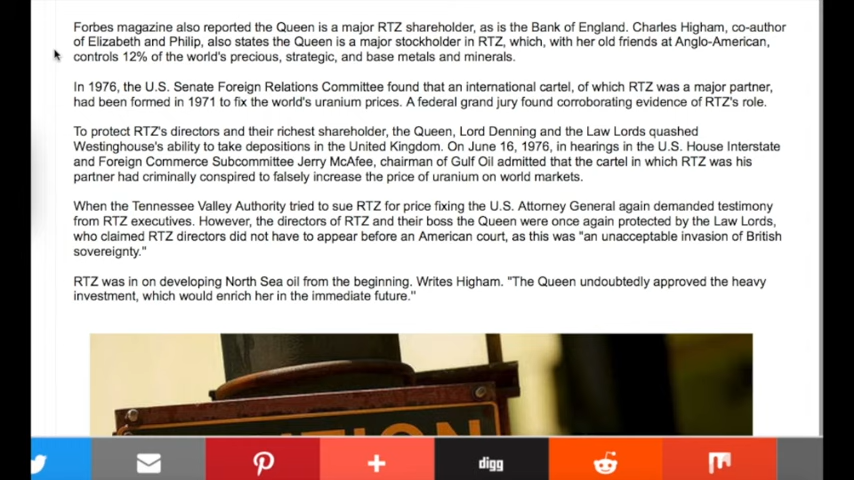 Forbes magazine also reported the Queen is a major RTZ shareholder, as is the Bank of England. Charles Higham, co-author
of Elizabeth and Philip, also states the Queen is a major stockholder in RTZ, which, with her old friends at Anglo-American,
controls 12% of the world's precious, strategic, and base metals and minerals.
In 1976, the U.S. Senate Foreign Relations Committee found that an international cartel, of which RTZ was a major partner,
had been formed in 1971 to fix the world's uranium prices. A federal grand jury found corroborating evidence of RTZ's role.
To protect RTZ's directors and their richest shareholder, the Queen, Lord Denning and the Law Lords quashed
Westinghouse's ability to take depositions in the United Kingdom. On June 16, 1976, in hearings in the U.S. House Interstate
and Foreign Commerce Subcommittee Jerry McAfee, chairman of Gulf Oil admitted that the cartel in which RTZ was his
partner had criminally conspired to falsely increase the price of uranium on world markets.
When the Tennessee Valley Authority tried to sue RTZ for price fixing the U.S. Attorney General again demanded testimony
from RTZ executives. However, the directors of RTZ and their boss the Queen were once again protected by the Law Lords,
who claimed RTZ directors did not have to appear before an American court, as this was "an unacceptable invasion of British
sovereignty."
RTZ was in on developing North Sea oil from the beginning. Writes Higham. "The Queen undoubtedly approved the heavy
investment, which would enrich her in the immediate future."
digg